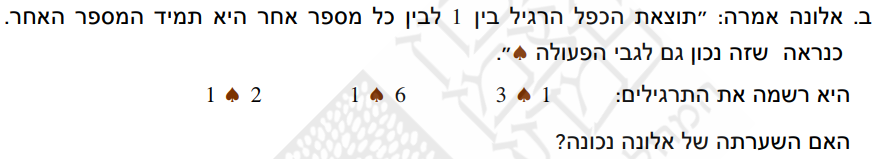 ב. אלונה אמרה: "תוצאת הכפל הרגיל בין 1 לבין כל מספר אחר היא תמיד המספר האחר.
כנראה שזה נכון גם לגבי הפעולה ♠".
היא רשמה את התרגילים: 3 ♠ 1 1 ♠ 6 1 ♠ 2
האם השערתה של אלונה נכונה?